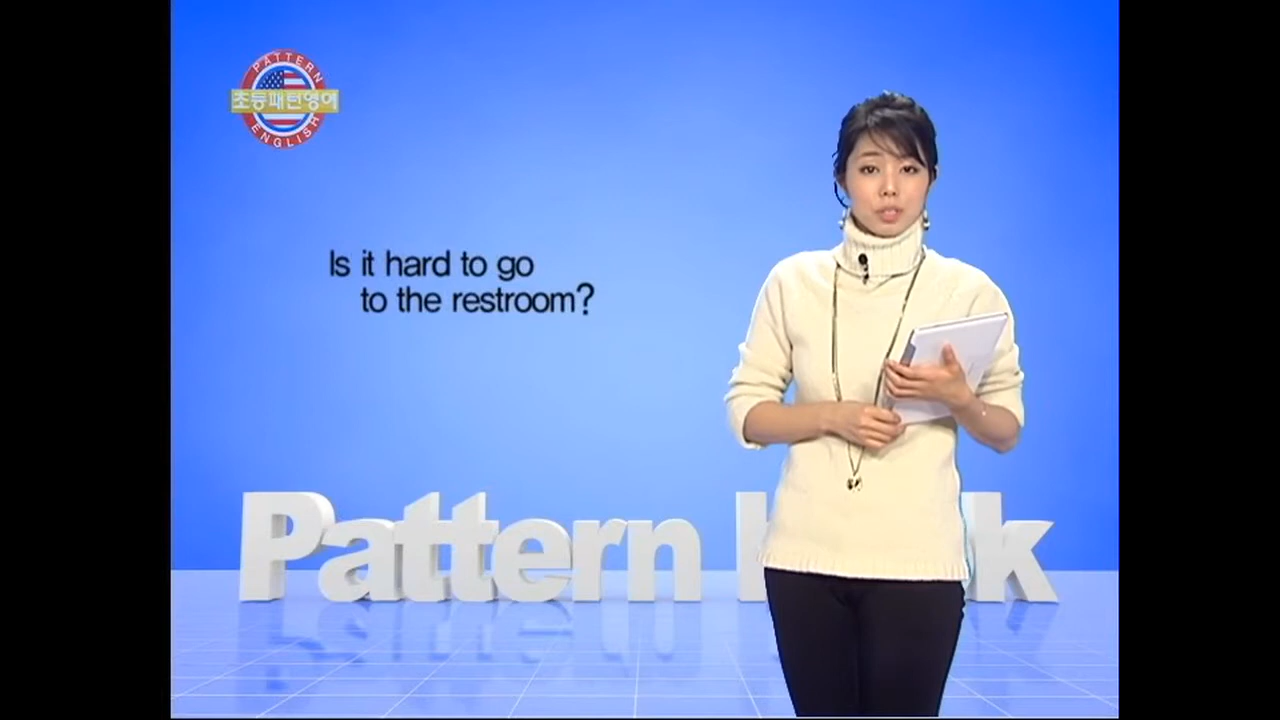 PATTERN
초등패턴영어
ENGLISH
Is it hard to go
to the restroom?
Pattern